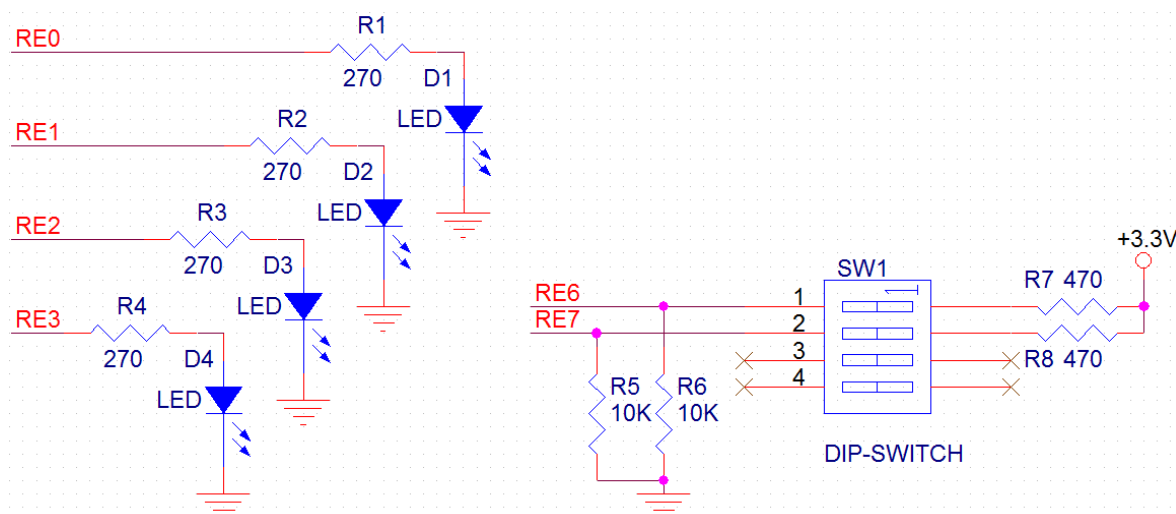 RE0
R1
270
D1
LED
RE1
R2
270
D2
LED
RE2
R3
270
D3
LED
RE3
R4
270
D4
LED
+3.3V
SW1
R7 470
RE6
1
RE7
2
3
R8 470
4
R5
10K
R6
10K
DIP-SWITCH